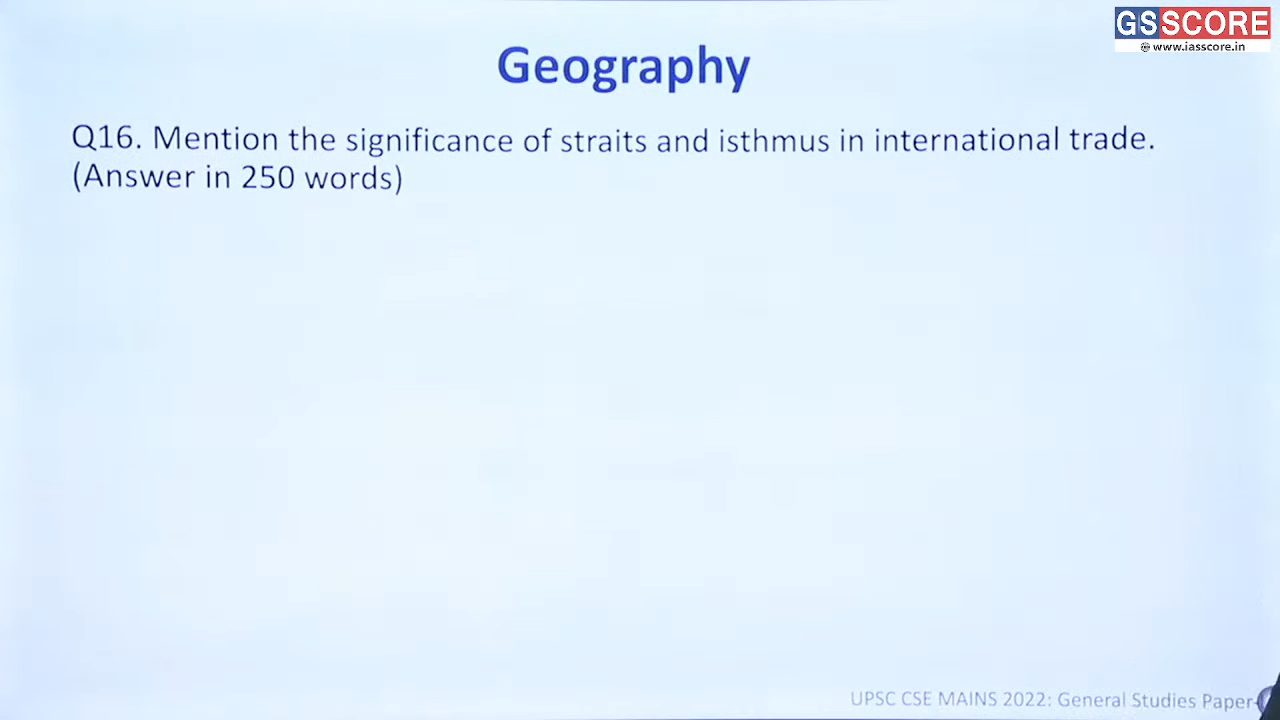 GSSCORE
www.iasscore.in
Geography
Q16. Mention the significance of straits and isthmus in international trade.
(Answer in 250 words)
UPSC CSE MAINS 2022: General Studies Paper-